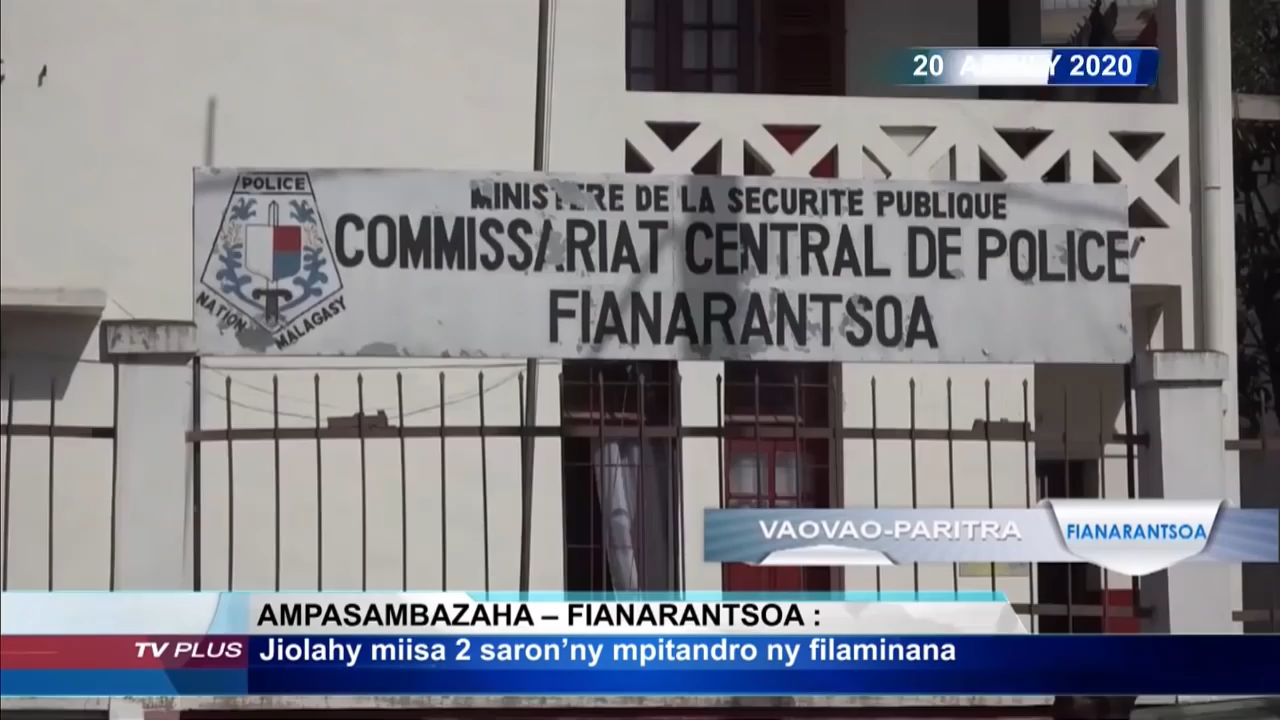 20 APRILY 2020
POLICE
NATION MALAGASY
MINISTERE DE LA SECURITE PUBLIQUE
COMMISSARIAT CENTRAL DE POLICE
FIANARANTSOA
VAOVAO-PARITRA
FIANARANTSOA
AMPASAMBAZAHA – FIANARANTSOA :
TV PLUS
Jiolahy miisa 2 saron’ny mpitandro ny filaminana